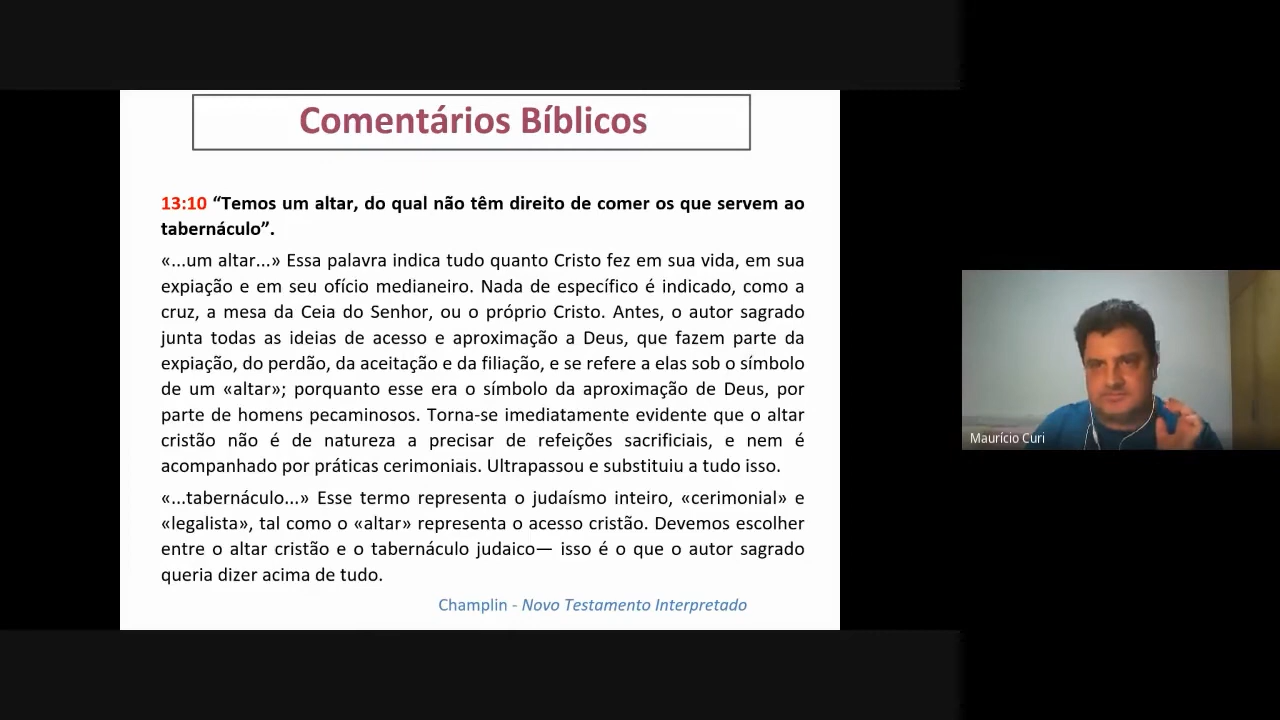 Comentários Bíblicos
13:10 “Temos um altar, do qual não têm direito de comer os que servem ao
tabernáculo”.
«...um altar...» Essa palavra indica tudo quanto Cristo fez em sua vida, em sua
expiação e em seu ofício medianeiro. Nada de específico é indicado, como a
cruz, a mesa da Ceia do Senhor, ou o próprio Cristo. Antes, o autor sagrado
junta todas as ideias de acesso e aproximação a Deus, que fazem parte da
expiação, do perdão, da aceitação e da filiação, e se refere a elas sob o símbolo
de um «altar»; porquanto esse era o símbolo da aproximação de Deus, por
parte de homens pecaminosos. Torna-se imediatamente evidente que o altar
cristão não é de natureza a precisar de refeições sacrificiais, e nem é
acompanhado por práticas cerimoniais. Ultrapassou e substituiu a tudo isso.
«...tabernáculo...» Esse termo representa o judaísmo inteiro, «cerimonial» e
«legalista», tal como o «altar» representa o acesso cristão. Devemos escolher
entre o altar cristão e o tabernáculo judaico— isso é o que o autor sagrado
queria dizer acima de tudo.
Champlin - Novo Testamento Interpretado
Maurício Curi